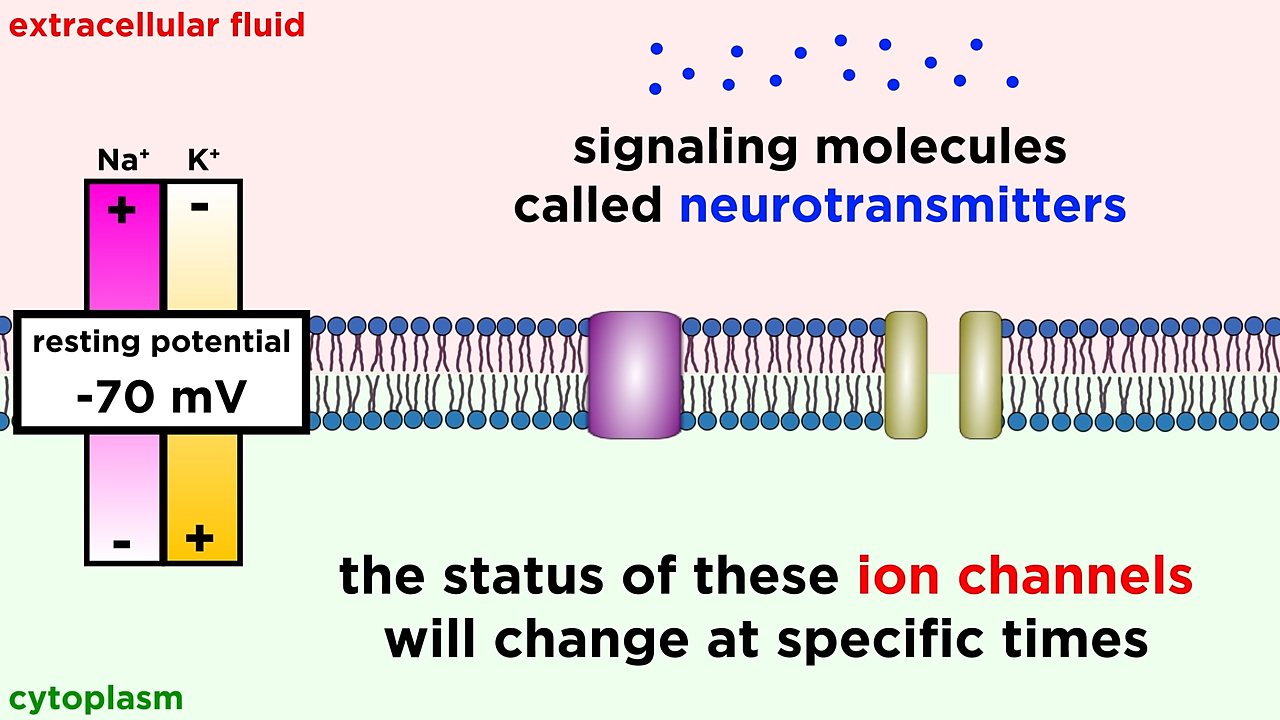 extracellular fluid
signaling molecules
called neurotransmitters
Na⁺ K⁺
+ -
resting potential
-70 mV
- +
the status of these ion channels
will change at specific times
cytoplasm